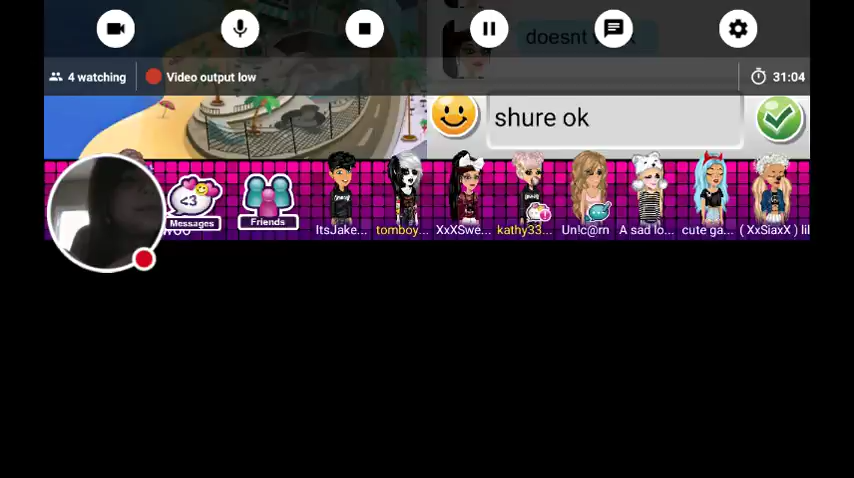 doesnt
4 watching
Video output low
31:04
shure ok
<3
Messages
Friends
ItsJake...
tomboy...
XxXSwe...
kathy33...
Un!c@rn
A sad lo...
cute ga...
( XxSiaxX ) lil